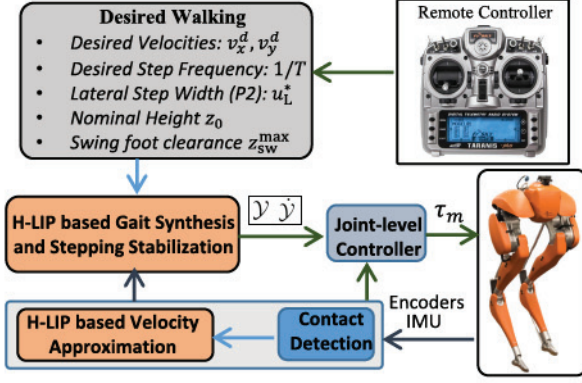 Desired Walking
• Desired Velocities: v_x^d, v_y^d
• Desired Step Frequency: 1/T
• Lateral Step Width (P2): u_L^*
• Nominal Height z_0
• Swing foot clearance z_sw^max
Remote Controller
TARANIS
H-LIP based Gait Synthesis
and Stepping Stabilization
𝒴 𝒴̇
Joint-level
Controller
τ_m
H-LIP based Velocity
Approximation
Contact
Detection
Encoders
IMU